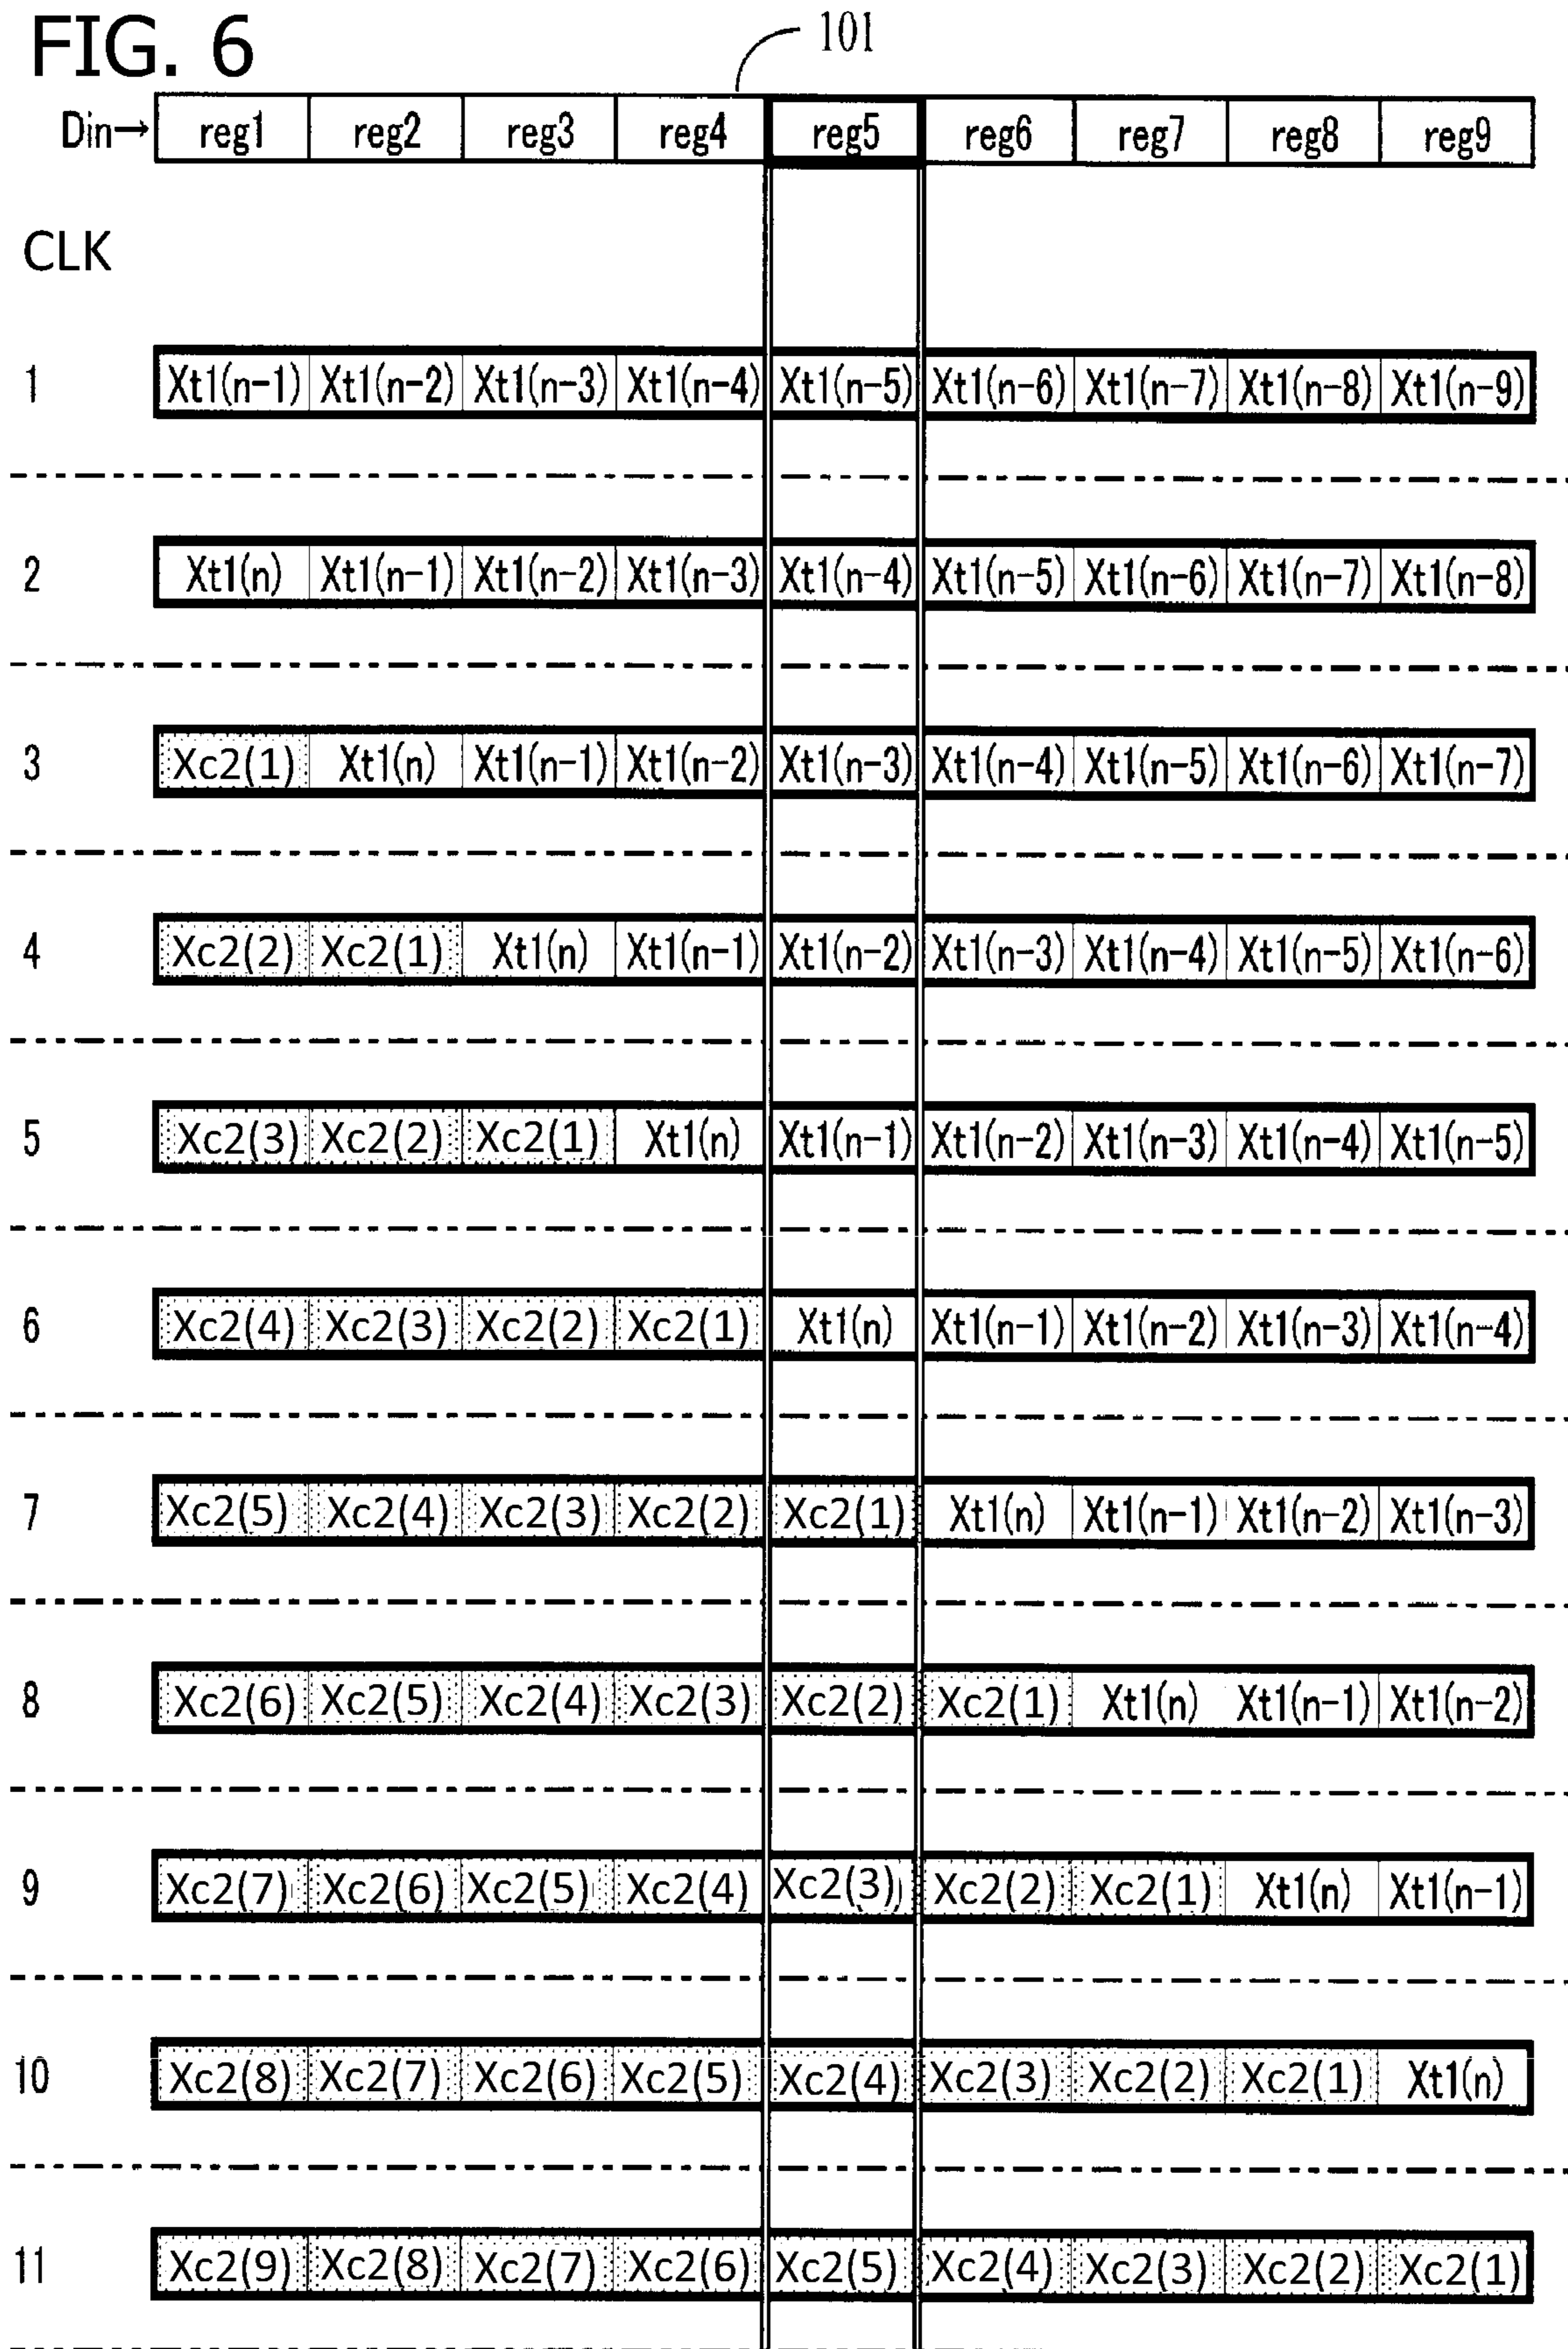 FIG. 6
101
Din→ reg1 reg2 reg3 reg4 reg5 reg6 reg7 reg8 reg9
CLK
1 Xt1(n-1) Xt1(n-2) Xt1(n-3) Xt1(n-4) Xt1(n-5) Xt1(n-6) Xt1(n-7) Xt1(n-8) Xt1(n-9)
2 Xt1(n) Xt1(n-1) Xt1(n-2) Xt1(n-3) Xt1(n-4) Xt1(n-5) Xt1(n-6) Xt1(n-7) Xt1(n-8)
3 Xc2(1) Xt1(n) Xt1(n-1) Xt1(n-2) Xt1(n-3) Xt1(n-4) Xt1(n-5) Xt1(n-6) Xt1(n-7)
4 Xc2(2) Xc2(1) Xt1(n) Xt1(n-1) Xt1(n-2) Xt1(n-3) Xt1(n-4) Xt1(n-5) Xt1(n-6)
5 Xc2(3) Xc2(2) Xc2(1) Xt1(n) Xt1(n-1) Xt1(n-2) Xt1(n-3) Xt1(n-4) Xt1(n-5)
6 Xc2(4) Xc2(3) Xc2(2) Xc2(1) Xt1(n) Xt1(n-1) Xt1(n-2) Xt1(n-3) Xt1(n-4)
7 Xc2(5) Xc2(4) Xc2(3) Xc2(2) Xc2(1) Xt1(n) Xt1(n-1) Xt1(n-2) Xt1(n-3)
8 Xc2(6) Xc2(5) Xc2(4) Xc2(3) Xc2(2) Xc2(1) Xt1(n) Xt1(n-1) Xt1(n-2)
9 Xc2(7) Xc2(6) Xc2(5) Xc2(4) Xc2(3) Xc2(2) Xc2(1) Xt1(n) Xt1(n-1)
10 Xc2(8) Xc2(7) Xc2(6) Xc2(5) Xc2(4) Xc2(3) Xc2(2) Xc2(1) Xt1(n)
11 Xc2(9) Xc2(8) Xc2(7) Xc2(6) Xc2(5) Xc2(4) Xc2(3) Xc2(2) Xc2(1)